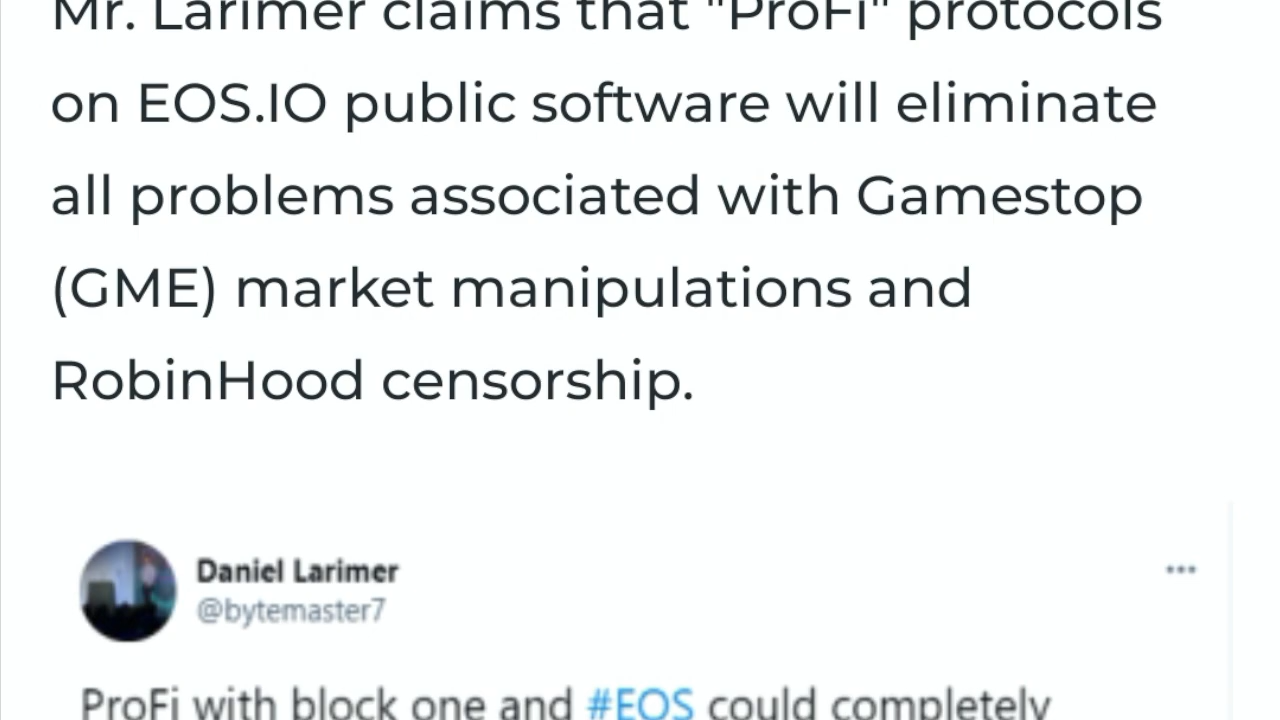 Mr. Larimer claims that "ProFi" protocols
on EOS.IO public software will eliminate
all problems associated with Gamestop
(GME) market manipulations and
RobinHood censorship.
Daniel Larimer
@bytemaster7
ProFi with block one and #EOS could completely